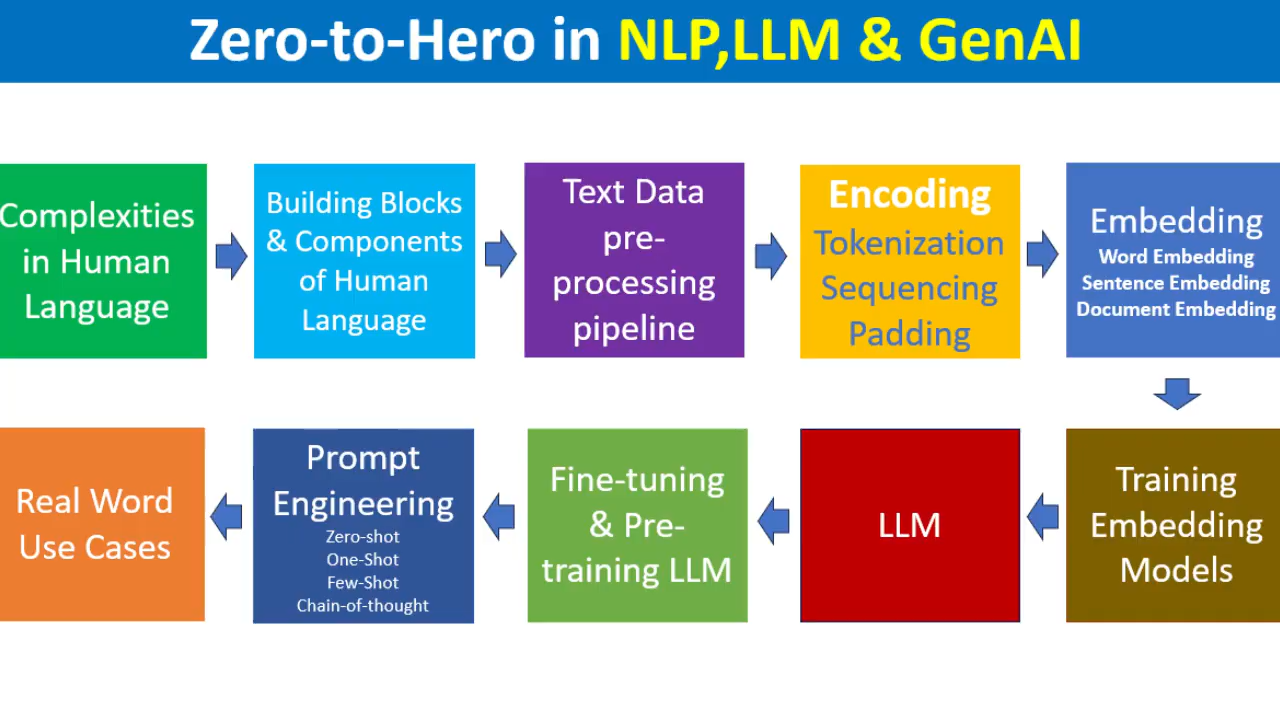 Zero-to-Hero in NLP,LLM & GenAI
Complexities
in Human
Language
Building Blocks
& Components
of Human
Language
Text Data
pre-
processing
pipeline
Encoding
Tokenization
Sequencing
Padding
Embedding
Word Embedding
Sentence Embedding
Document Embedding
Training
Embedding
Models
LLM
Fine-tuning
& Pre-
training LLM
Prompt
Engineering
Zero-shot
One-Shot
Few-Shot
Chain-of-thought
Real Word
Use Cases